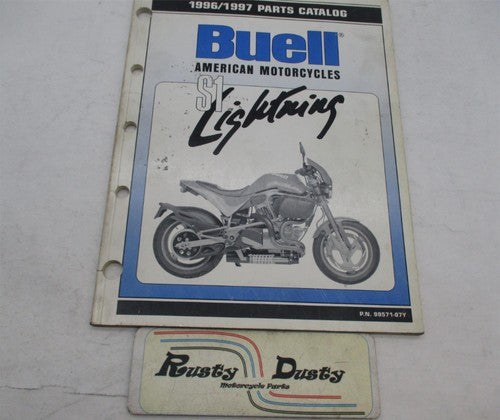 1996/1997 PARTS CATALOG
Buell®
AMERICAN MOTORCYCLES
S1
Lightning
P.N. 99571-97Y
Rusty Dusty
Motorcycle Parts